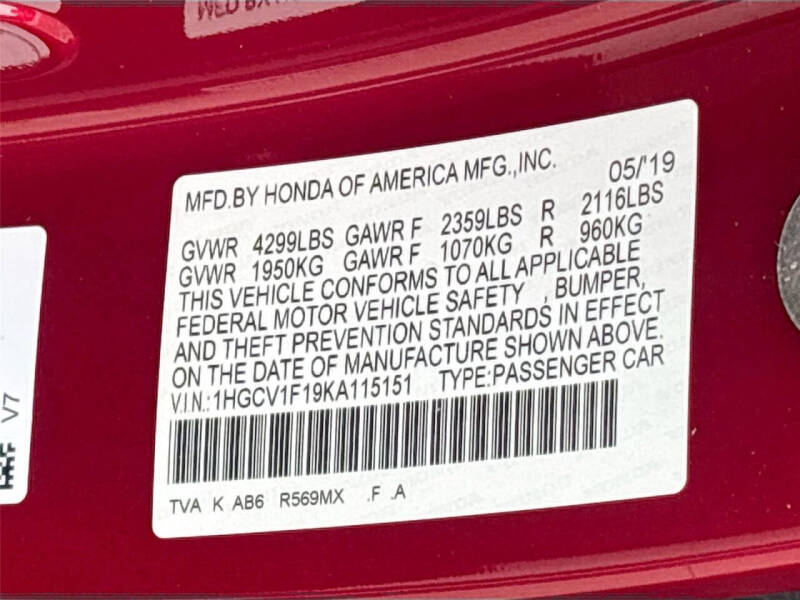 MFD.BY HONDA OF AMERICA MFG.,INC. 05/'19
GVWR 4299LBS GAWR F 2359LBS R 2116LBS
GVWR 1950KG GAWR F 1070KG R 960KG
THIS VEHICLE CONFORMS TO ALL APPLICABLE
FEDERAL MOTOR VEHICLE SAFETY , BUMPER,
AND THEFT PREVENTION STANDARDS IN EFFECT
ON THE DATE OF MANUFACTURE SHOWN ABOVE.
V.I.N.:1HGCV1F19KA115151 TYPE:PASSENGER CAR
TVA K AB6 R569MX .F .A
V7